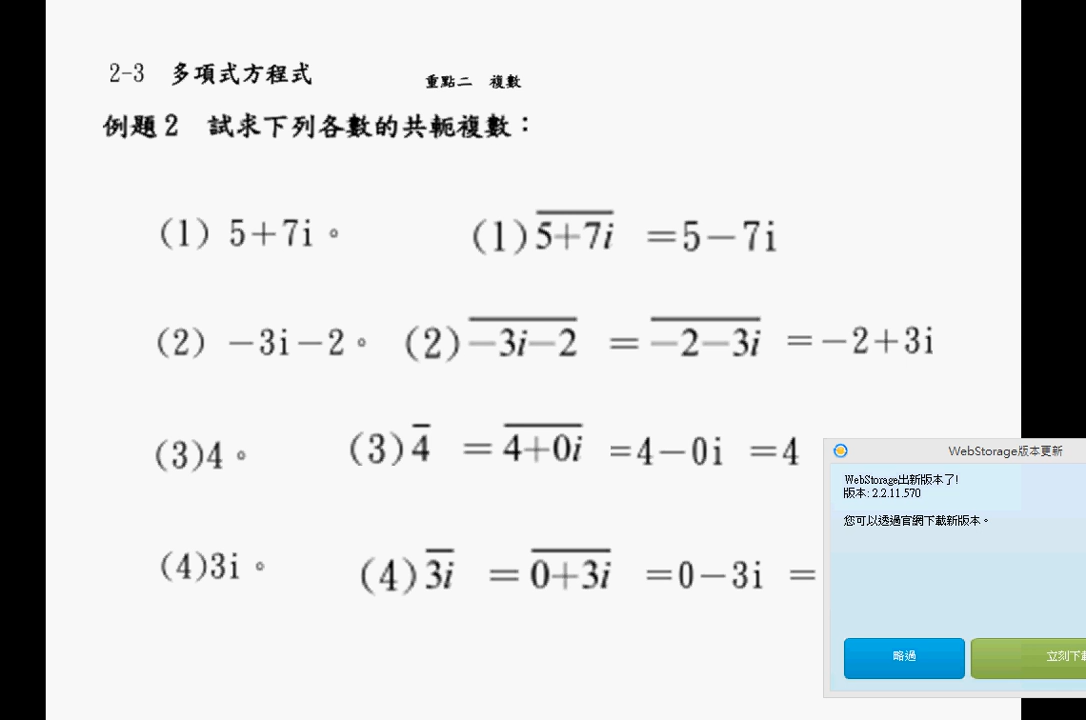 2-3 多項式方程式 重點二 複數
例題2 試求下列各數的共軛複數：
(1) 5+7i。 (1) \overline{5+7i} =5-7i
(2) -3i-2。 (2) \overline{-3i-2} = \overline{-2-3i} =-2+3i
(3)4。 (3) \overline{4} = \overline{4+0i} =4-0i =4
(4)3i。 (4) \overline{3i} = \overline{0+3i} =0-3i =
WebStorage版本更新
WebStorage出新版本了!
版本: 2.2.11.570
您可以透過官網下載新版本。
略過 立刻下載